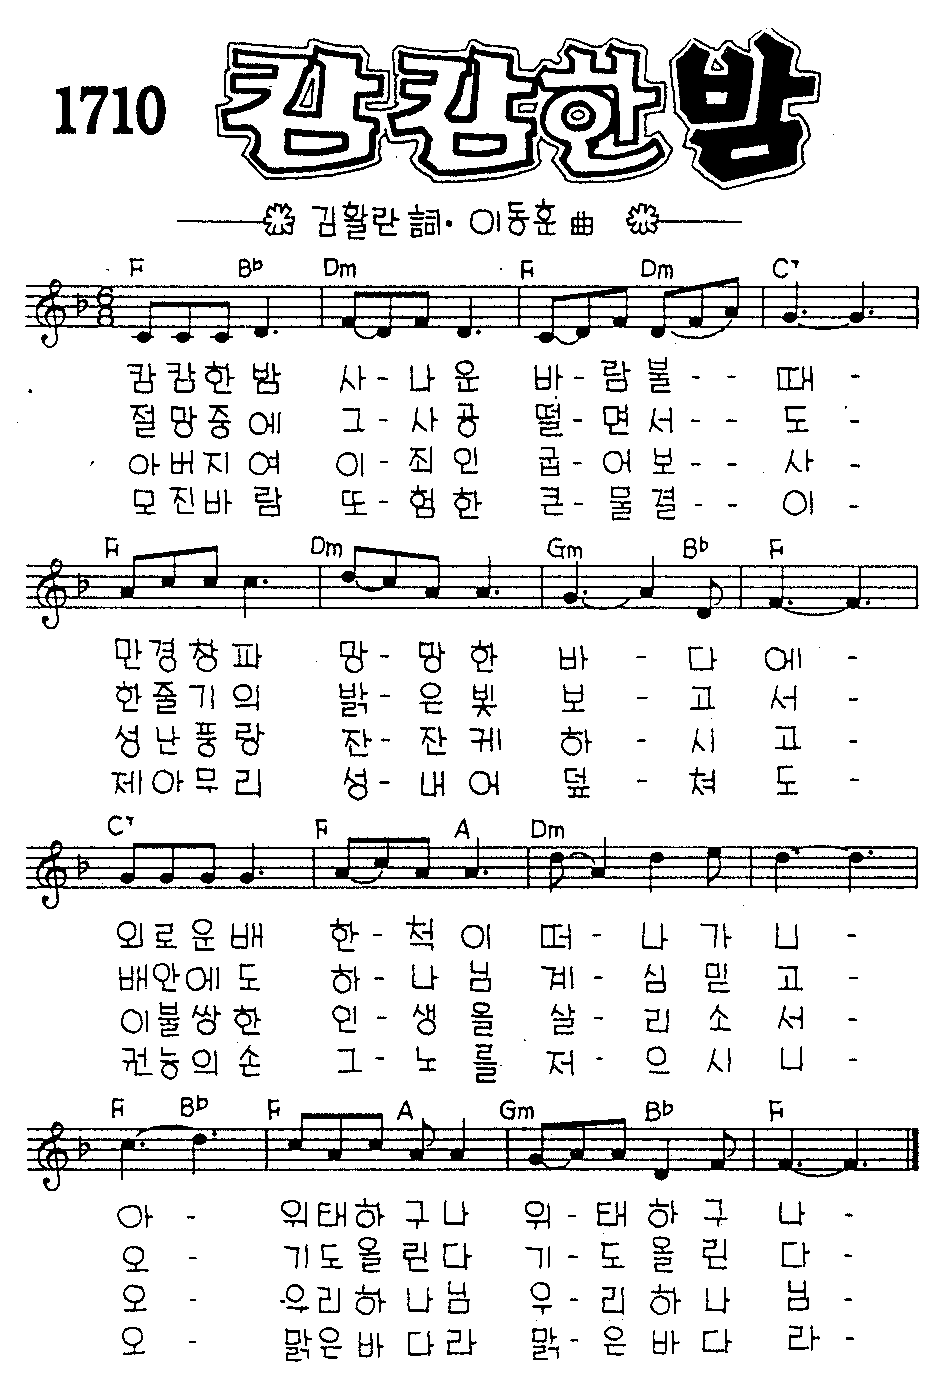 1710 캄캄한 밤
김활란 詞· 이동훈 曲
F B♭ Dm F Dm C7
캄캄한 밤 사-나운 바-람불-- 때-
절망중에 그-사공 떨-면서-- 도-
아버지여 이-죄인 굽-어보-- 사-
모진바람 또-험한 큰-물결-- 이-
F Dm Gm B♭ F
만경창파 망-망한 바-다에-
한줄기의 밝-은빛 보-고서-
성난풍랑 잔-잔케 하-시고-
제아무리 성-내어 덮-쳐도-
C7 F A Dm
외로운배 한-척이 떠-나가니-
배안에도 하-나님 계-심믿고-
이불쌍한 인-생을 살-리소서-
권능의손 그-노를 저-으시니-
F B♭ F A Gm B♭ F
아- 위태하구나 위-태하구나-
오- 기도올린다 기-도올린다-
오- 우리하나님 우-리하나님-
오- 맑은바다라 맑-은바다라-